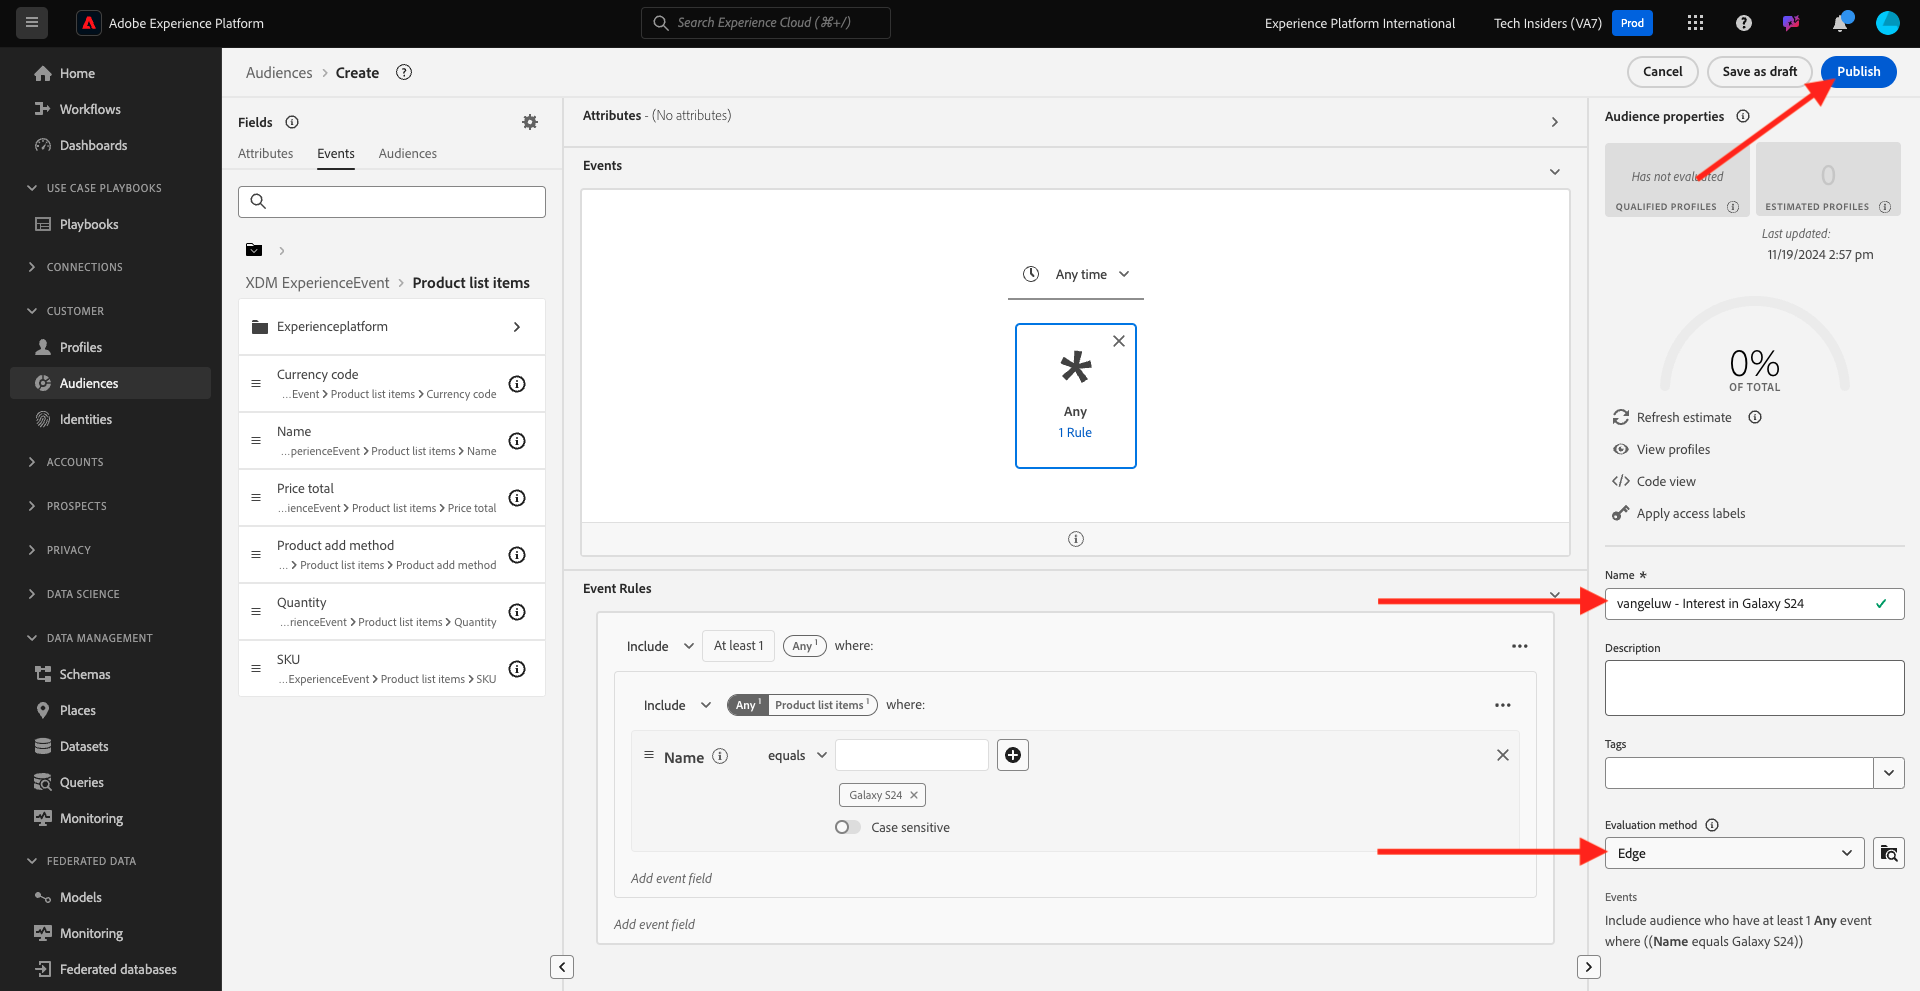 Adobe Experience Platform
Search Experience Cloud (⌘+/)
Experience Platform International
Tech Insiders (VA7)
Prod
Home
Workflows
Dashboards
USE CASE PLAYBOOKS
Playbooks
CONNECTIONS
CUSTOMER
Profiles
Audiences
Identities
ACCOUNTS
PROSPECTS
PRIVACY
DATA SCIENCE
DATA MANAGEMENT
Schemas
Places
Datasets
Queries
Monitoring
FEDERATED DATA
Models
Monitoring
Federated databases
Audiences > Create
Cancel
Save as draft
Publish
Fields
Attributes
Events
Audiences
XDM ExperienceEvent > Product list items
Experienceplatform
Currency code
...Event > Product list items > Currency code
Name
...perienceEvent > Product list items > Name
Price total
...ienceEvent > Product list items > Price total
Product add method
... > Product list items > Product add method
Quantity
...rienceEvent > Product list items > Quantity
SKU
...ExperienceEvent > Product list items > SKU
Attributes - (No attributes)
Events
Any time
Any
1 Rule
Event Rules
Include
At least 1
Any 1
where:
Include
Any 1
Product list items 1
where:
Name
equals
Galaxy S24
Case sensitive
Add event field
Add event field
Audience properties
Has not evaluated
QUALIFIED PROFILES
0
ESTIMATED PROFILES
Last updated:
11/19/2024 2:57 pm
0%
OF TOTAL
Refresh estimate
View profiles
Code view
Apply access labels
Name *
vangeluw - Interest in Galaxy S24
Description
Tags
Evaluation method
Edge
Events
Include audience who have at least 1 Any event
where ((Name equals Galaxy S24))